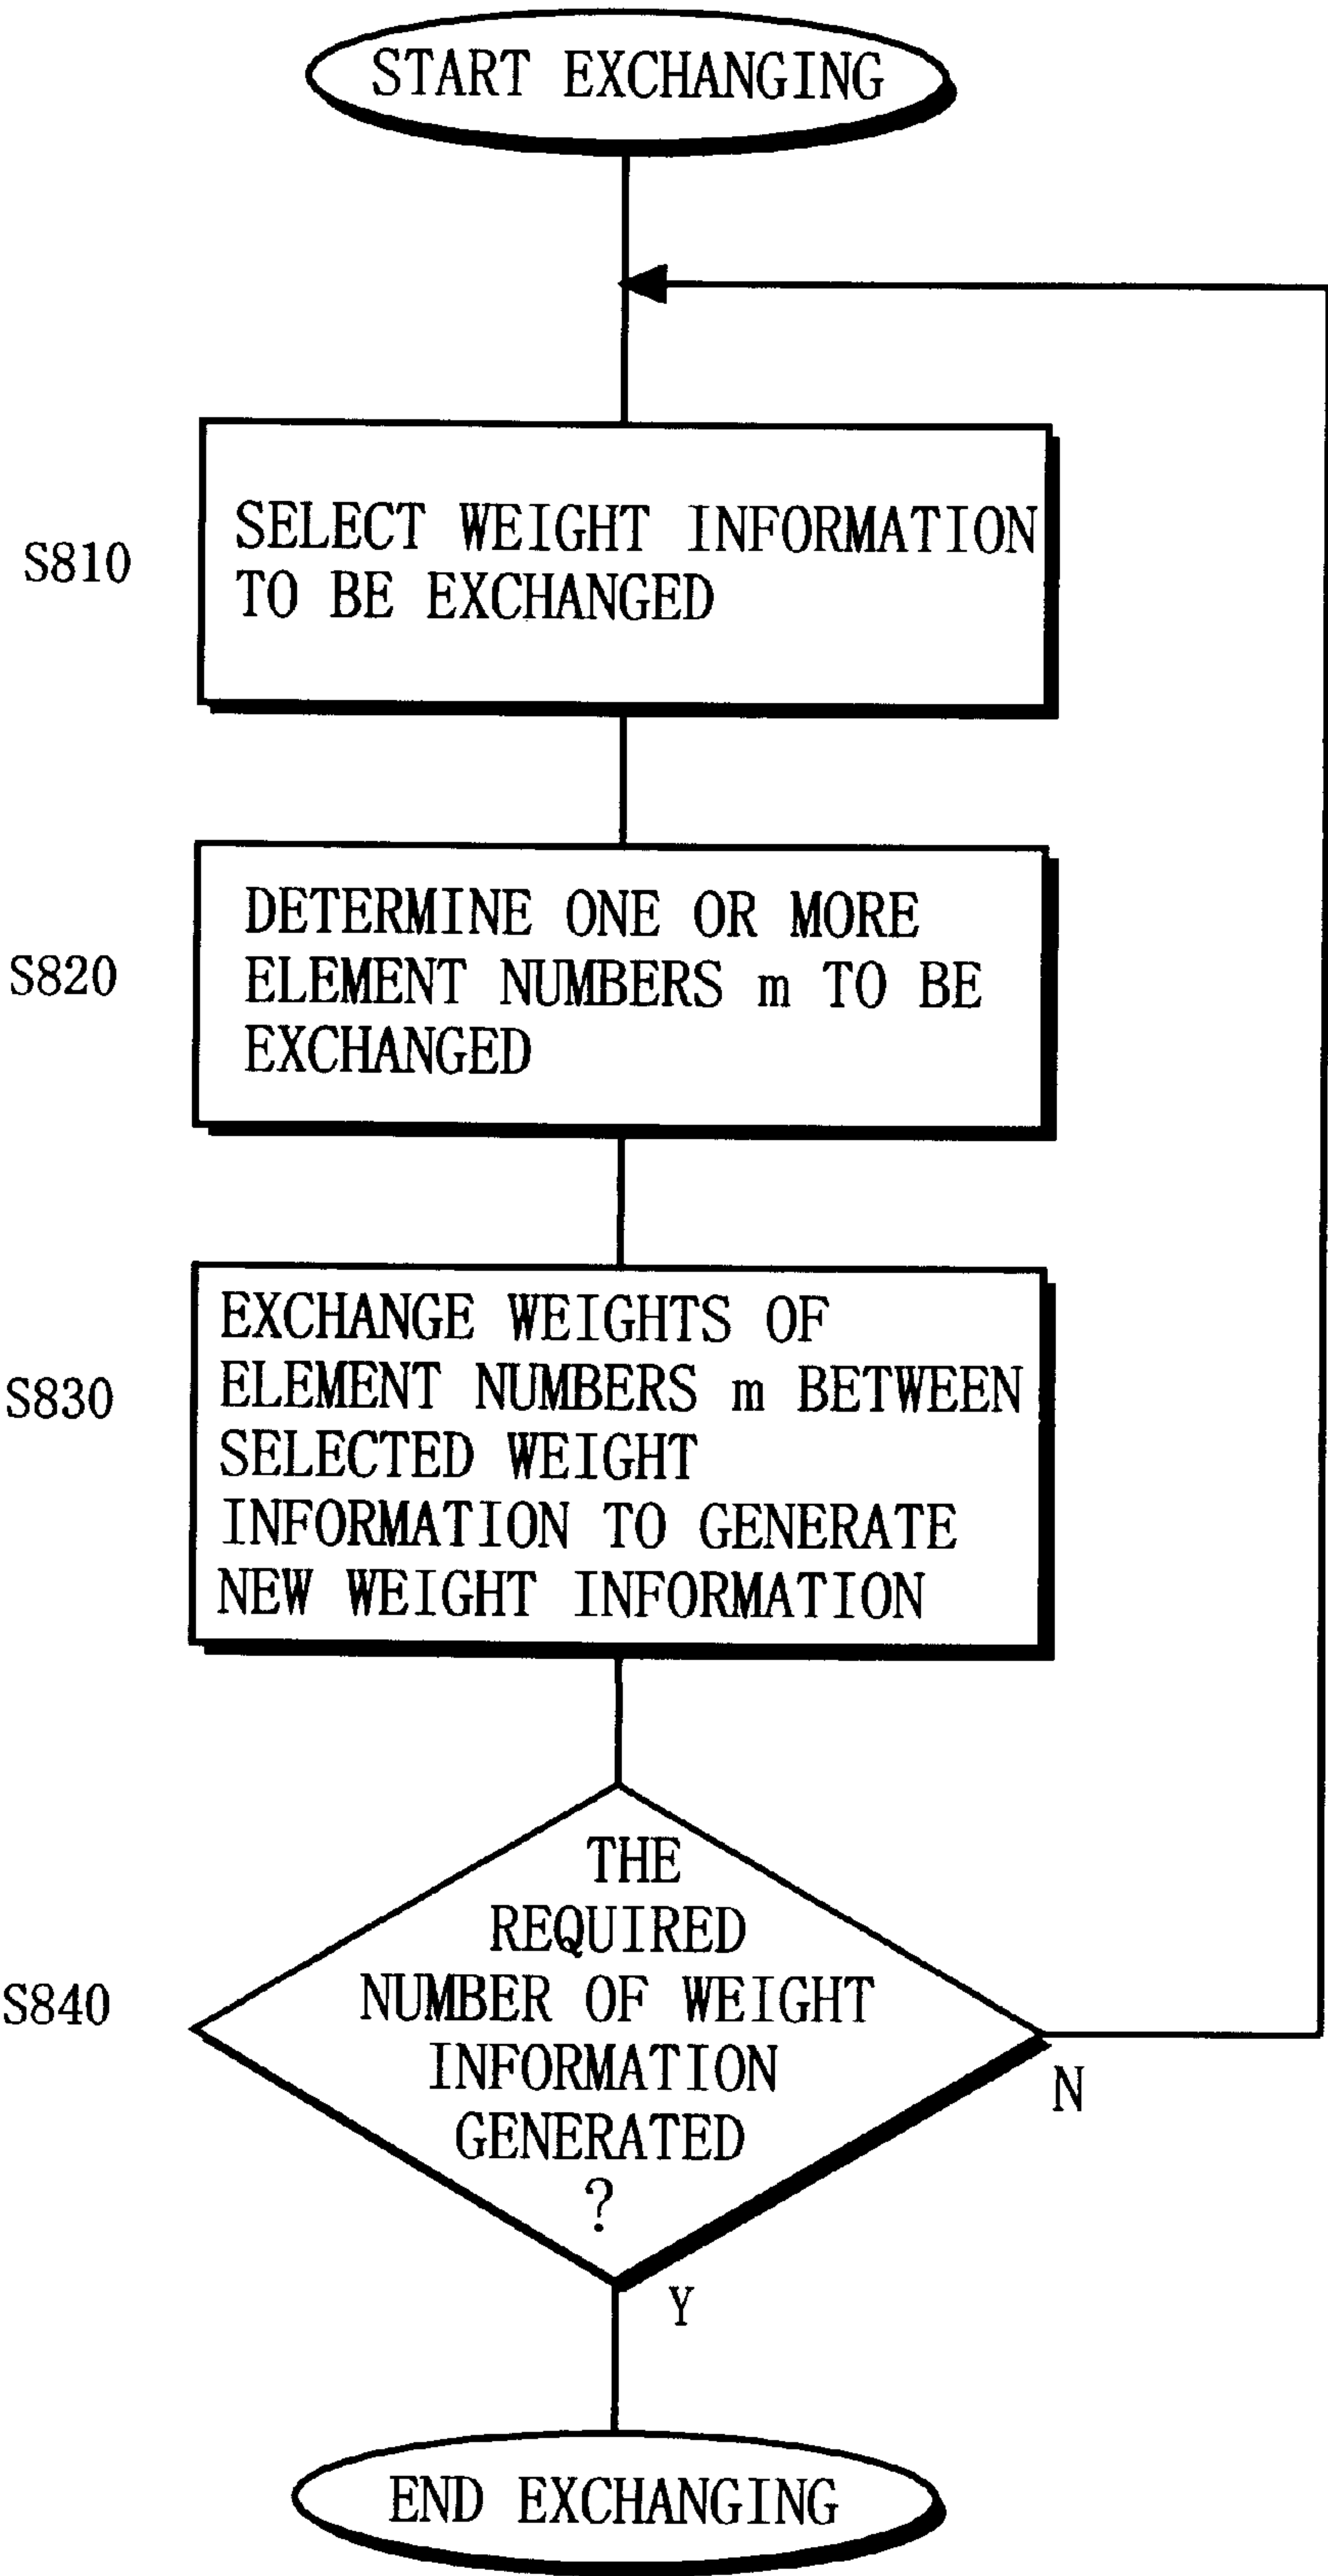 START EXCHANGING
S810
SELECT WEIGHT INFORMATION
TO BE EXCHANGED
S820
DETERMINE ONE OR MORE
ELEMENT NUMBERS m TO BE
EXCHANGED
S830
EXCHANGE WEIGHTS OF
ELEMENT NUMBERS m BETWEEN
SELECTED WEIGHT
INFORMATION TO GENERATE
NEW WEIGHT INFORMATION
S840
THE
REQUIRED
NUMBER OF WEIGHT
INFORMATION
GENERATED
?
N
Y
END EXCHANGING